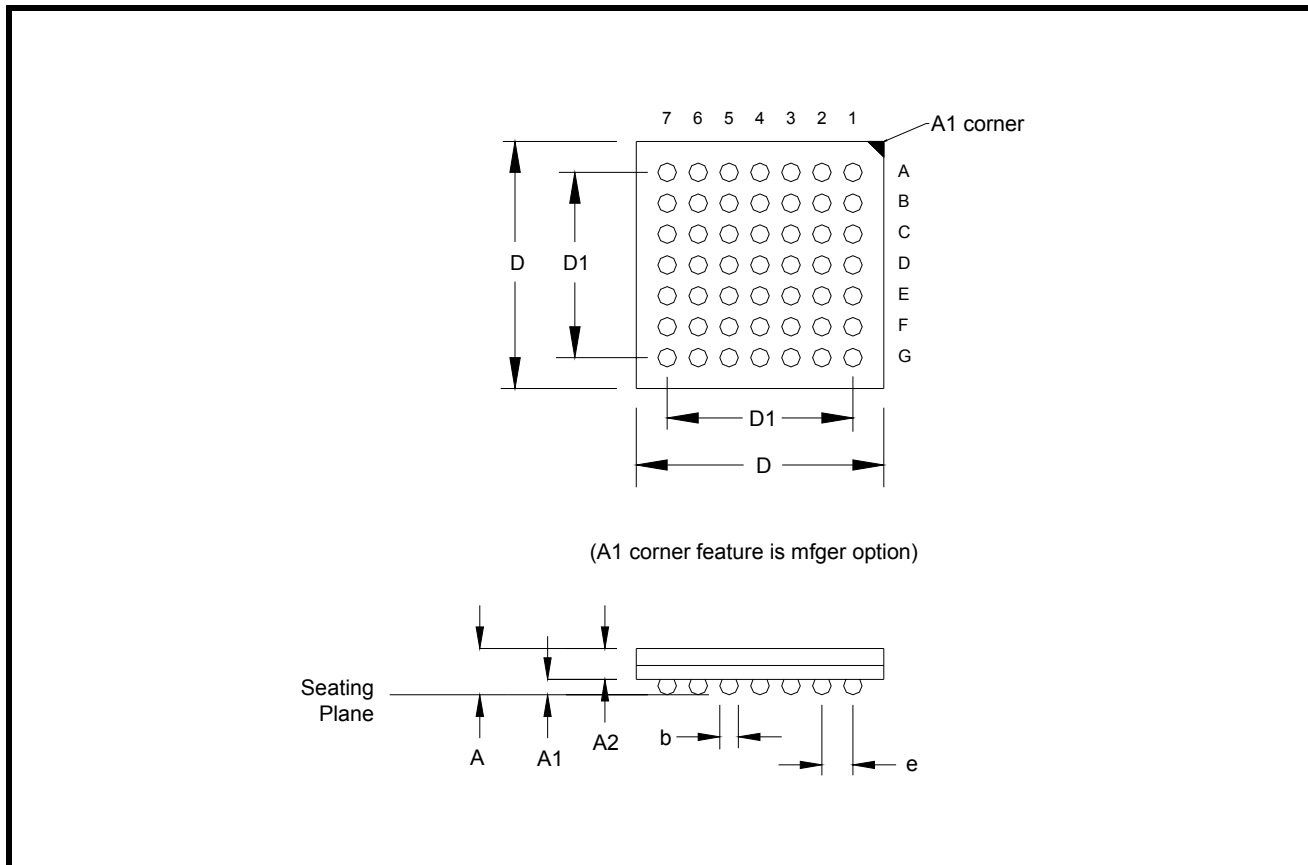 7 6 5 4 3 2 1
A1 corner
A
B
C
D
E
F
G
D
D1
D1
D
(A1 corner feature is mfger option)
Seating
Plane
A
A1
A2
b
e